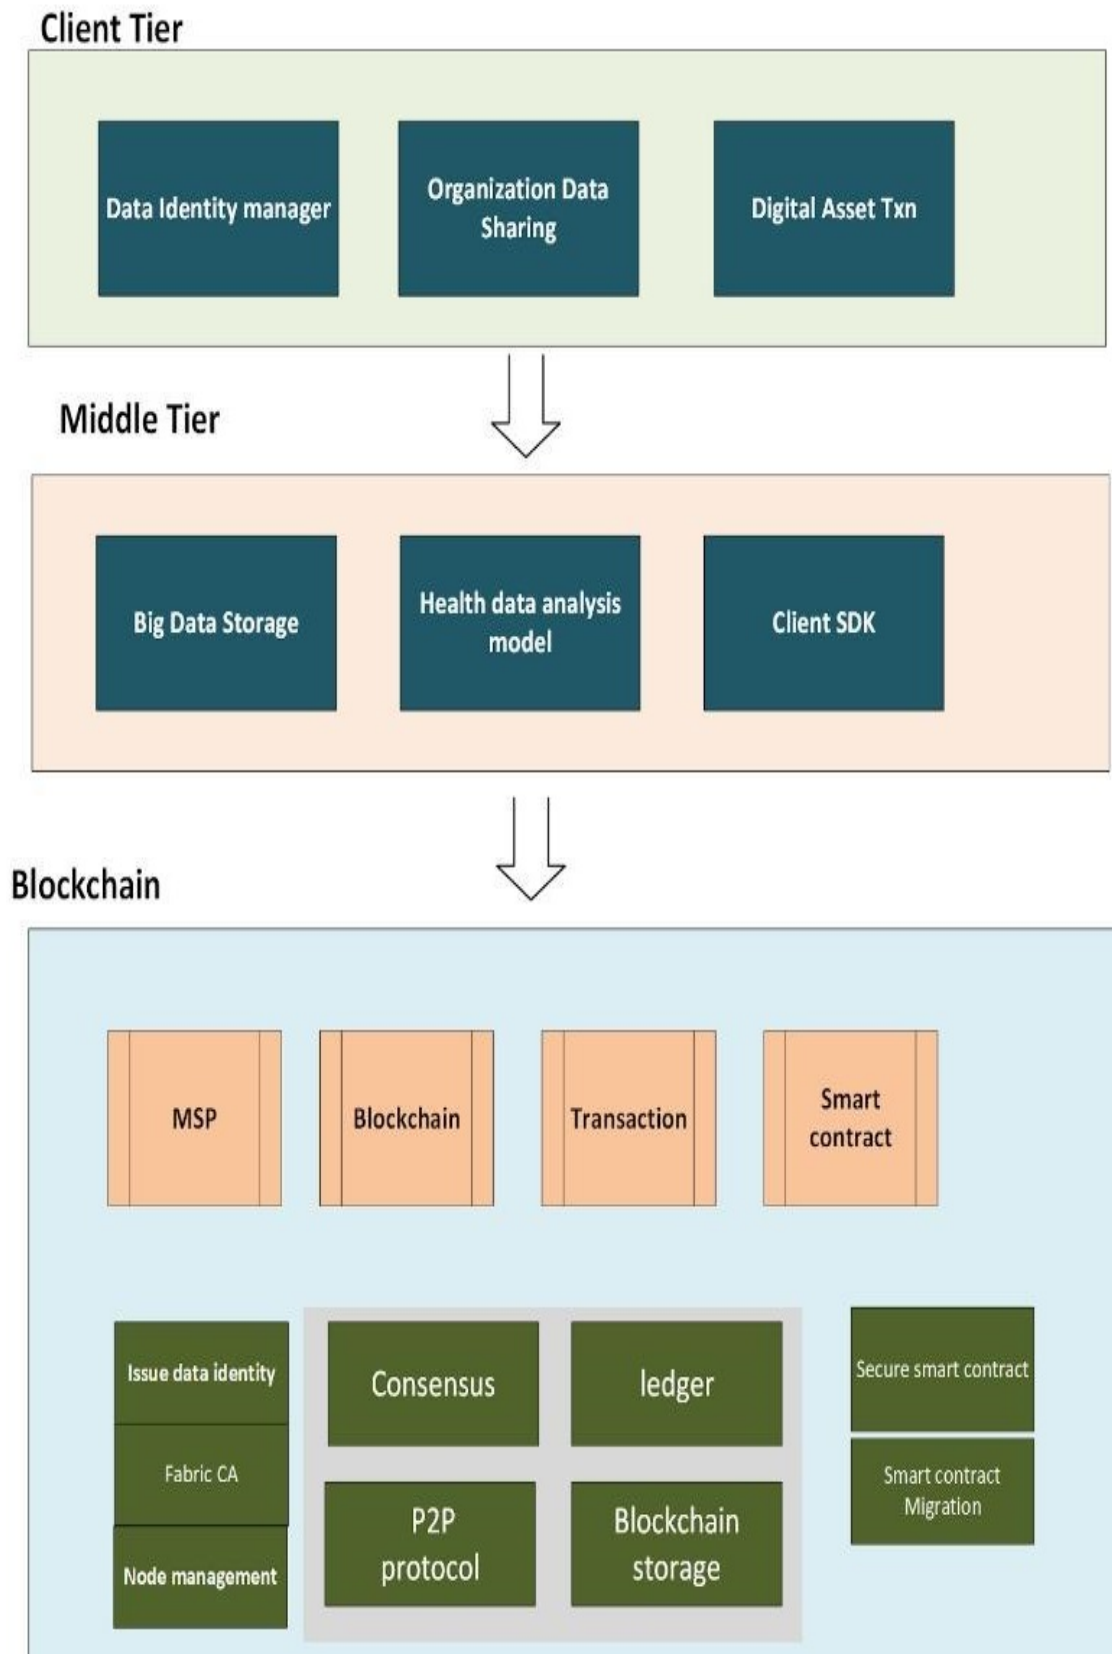 Client Tier
Data Identity manager
Organization Data
Sharing
Digital Asset Txn
Middle Tier
Big Data Storage
Health data analysis
model
Client SDK
Blockchain
MSP
Blockchain
Transaction
Smart
contract
Issue data identity
Fabric CA
Node management
Consensus
ledger
P2P
protocol
Blockchain
storage
Secure smart contract
Smart contract
Migration